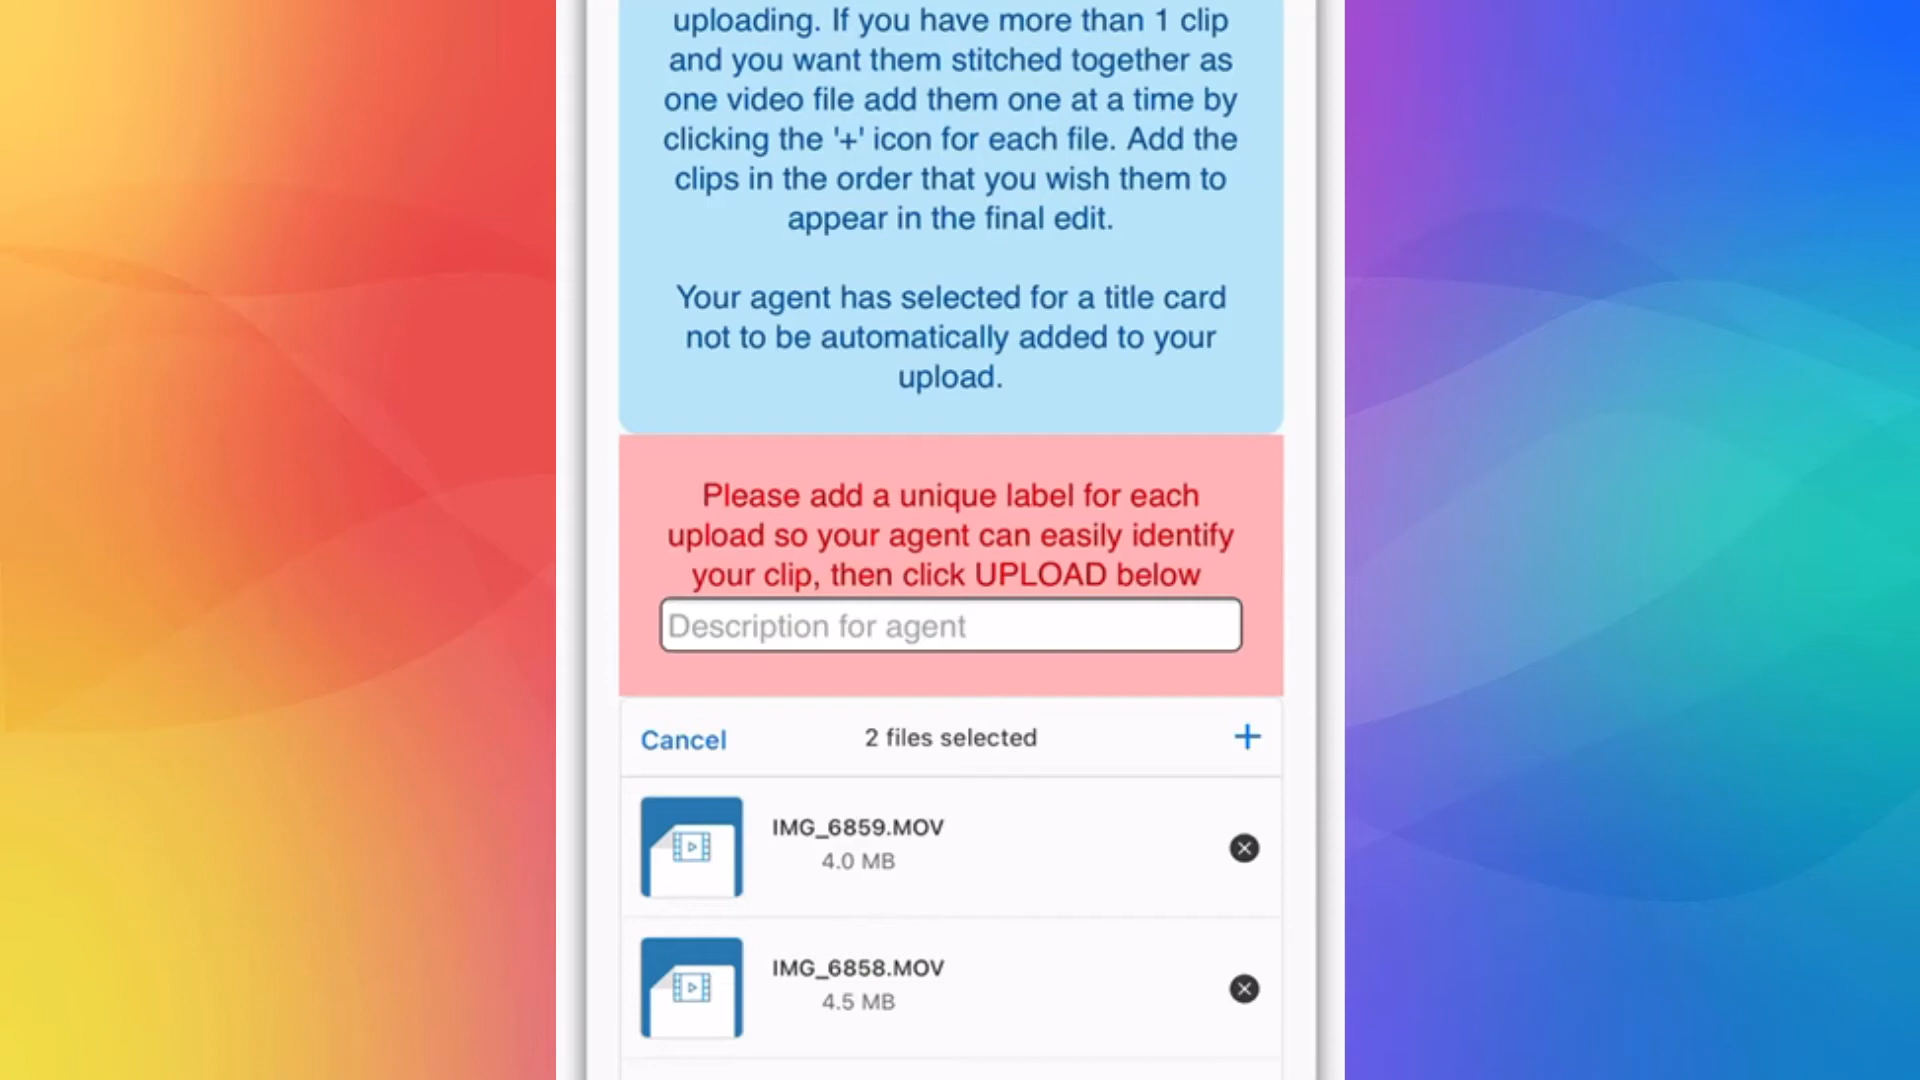 uploading. If you have more than 1 clip
and you want them stitched together as
one video file add them one at a time by
clicking the '+' icon for each file. Add the
clips in the order that you wish them to
appear in the final edit.
Your agent has selected for a title card
not to be automatically added to your
upload.
Please add a unique label for each
upload so your agent can easily identify
your clip, then click UPLOAD below
Description for agent
Cancel 2 files selected +
IMG_6859.MOV
4.0 MB
IMG_6858.MOV
4.5 MB